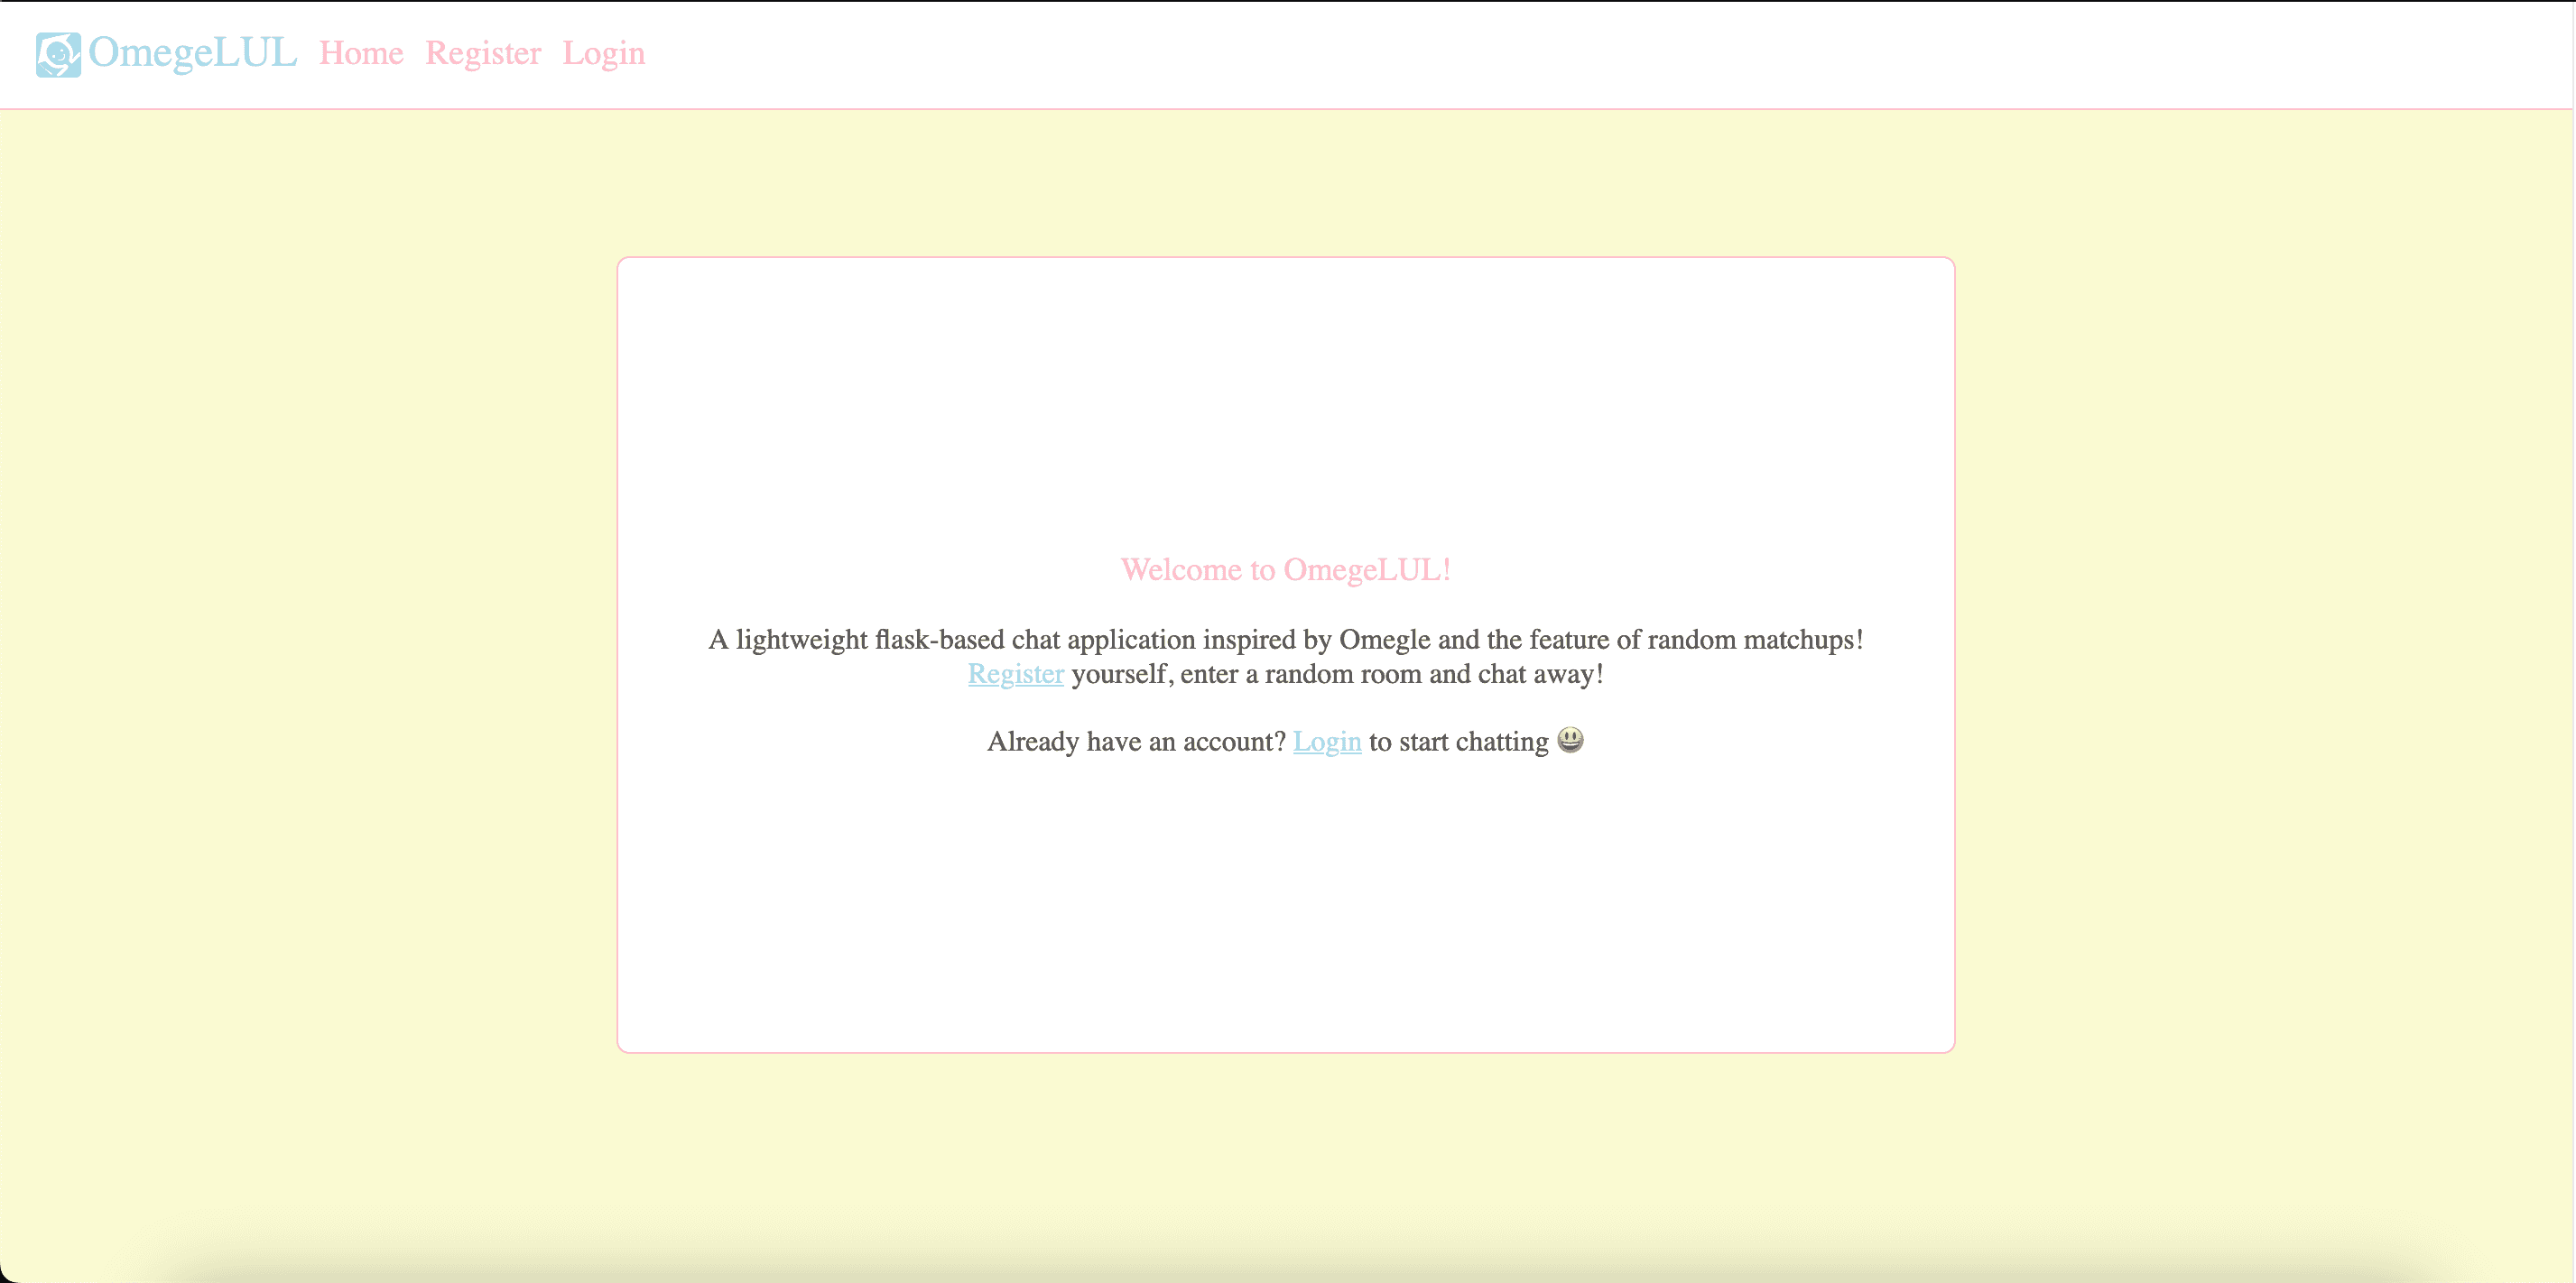 OmegeLUL Home Register Login
Welcome to OmegeLUL!
A lightweight flask-based chat application inspired by Omegle and the feature of random matchups!
Register yourself, enter a random room and chat away!
Already have an account? Login to start chatting 😃